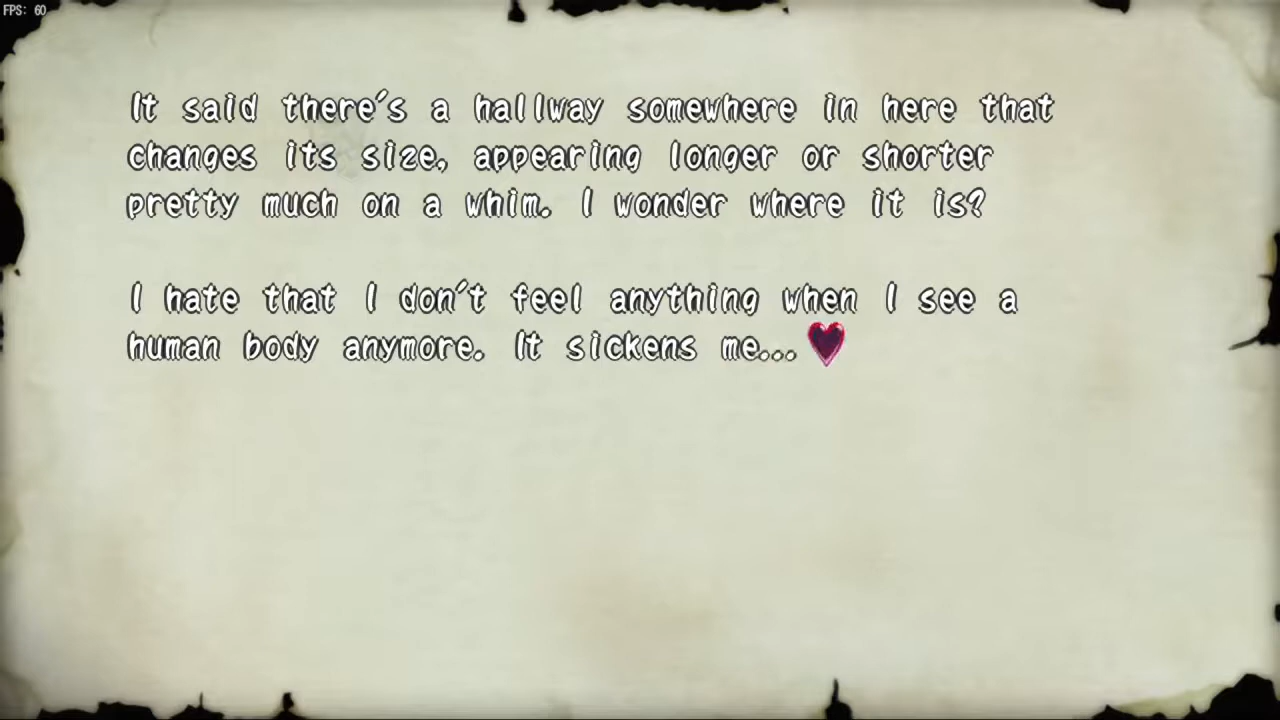 FPS: 60
It said there's a hallway somewhere in here that
changes its size, appearing longer or shorter
pretty much on a whim. I wonder where it is?
I hate that I don't feel anything when I see a
human body anymore. It sickens me...